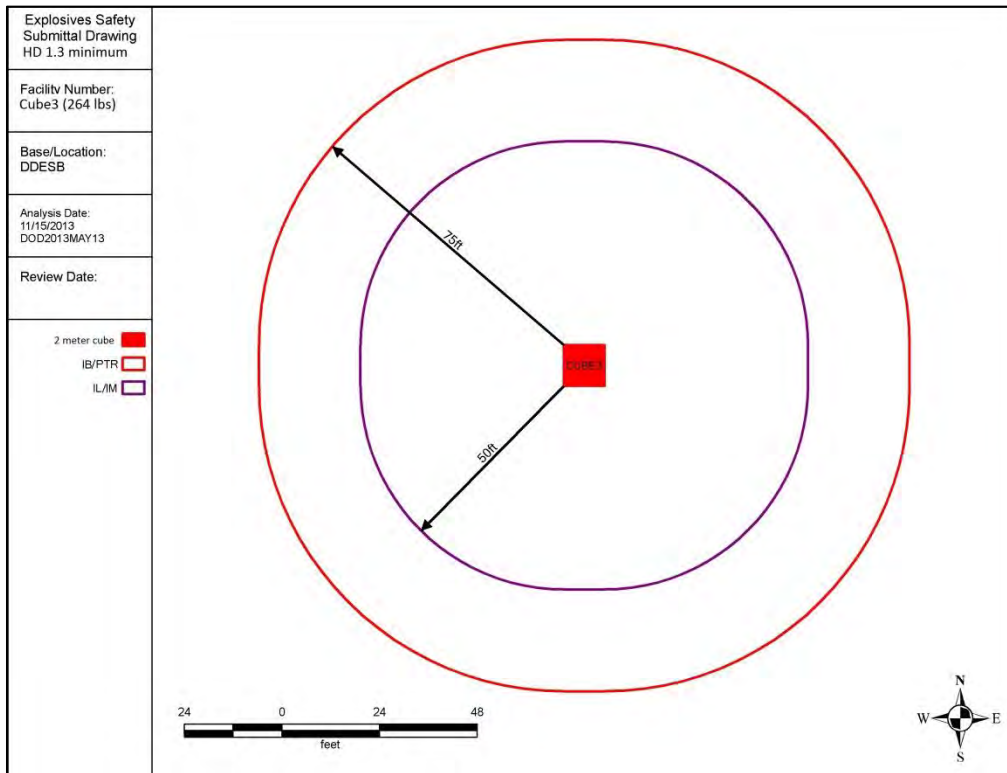 Explosives Safety
Submittal Drawing
HD 1.3 minimum
Facility Number:
Cube3 (264 lbs)
Base/Location:
DDESB
Analysis Date:
11/15/2013
DOD2013MAY13
Review Date:
2 meter cube
IB/PTR
IL/IM
75ft
CUBE3
50ft
24 0 24 48
feet
N
W E
S